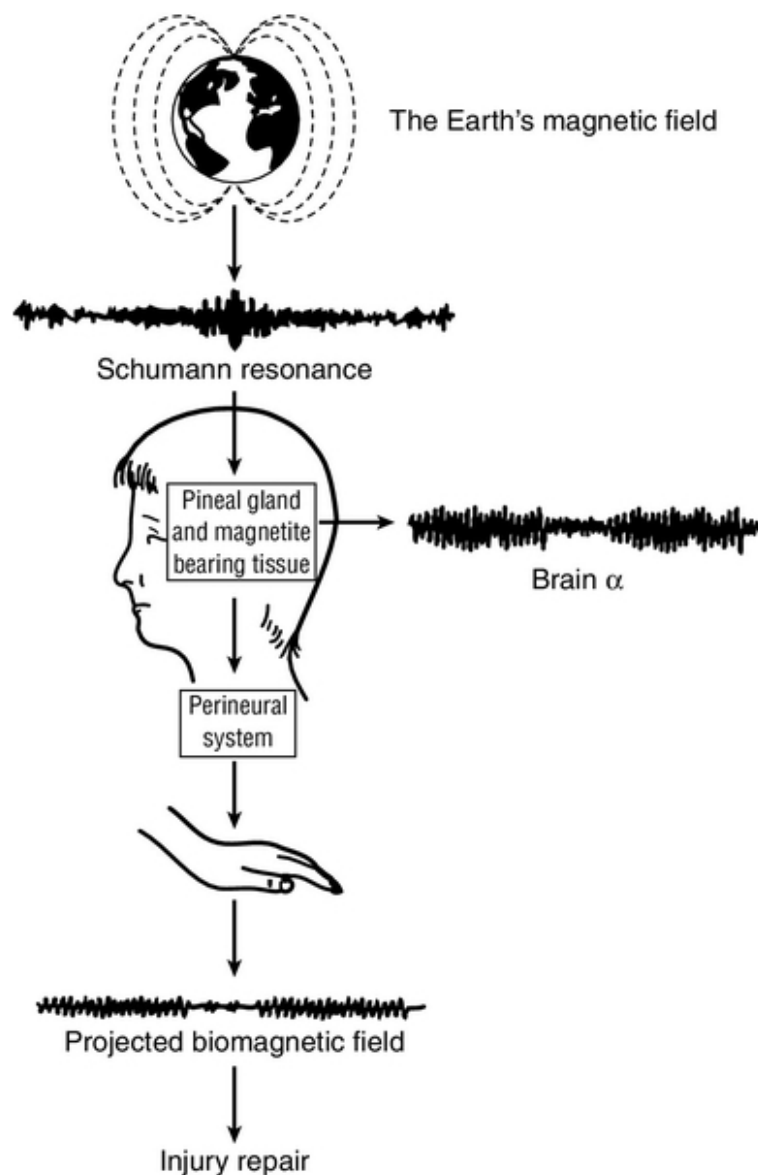 The Earth's magnetic field
Schumann resonance
Pineal gland
and magnetite
bearing tissue
Brain α
Perineural
system
Projected biomagnetic field
Injury repair